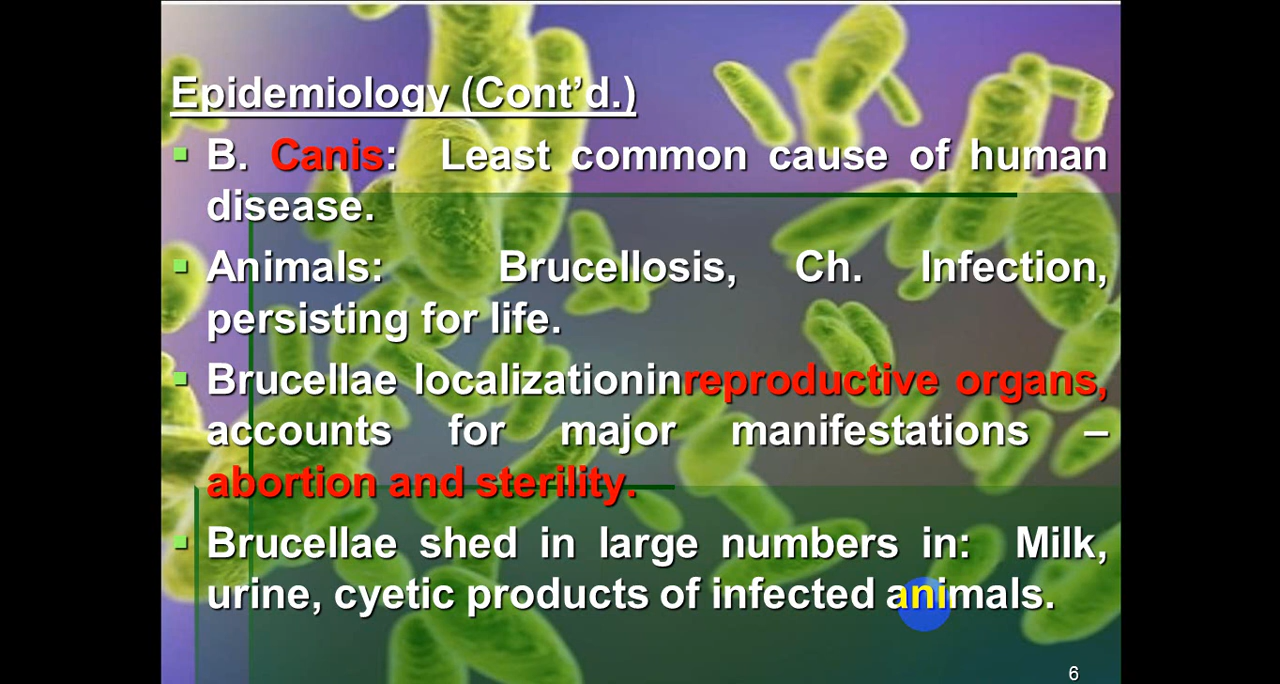 Epidemiology (Cont’d.)
B. Canis: Least common cause of human
disease.
Animals: Brucellosis, Ch. Infection,
persisting for life.
Brucellae localizationinreproductive organs,
accounts for major manifestations –
abortion and sterility.
Brucellae shed in large numbers in: Milk,
urine, cyetic products of infected animals.
6